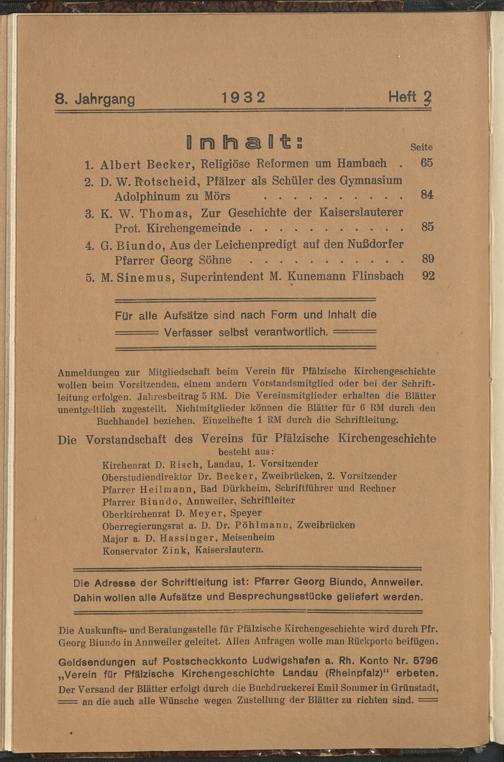 8. Jahrgang 1932 Heft 2
Inhalt:
Seite
1. Albert Becker, Religiöse Reformen um Hambach . 65
2. D. W. Rotscheid, Pfälzer als Schüler des Gymnasium
Adolphinum zu Mörs . . . . . . . . . . 84
3. K. W. Thomas, Zur Geschichte der Kaiserslauterer
Prot. Kirchengemeinde . . . . . . . . . . . 85
4. G. Biundo, Aus der Leichenpredigt auf den Nußdorfer
Pfarrer Georg Söhne . . . . . . . . . . . 89
5. M. Sinemus, Superintendent M. Kunemann Flinsbach 92
Für alle Aufsätze sind nach Form und Inhalt die
Verfasser selbst verantwortlich.
Anmeldungen zur Mitgliedschaft beim Verein für Pfälzische Kirchengeschichte
wollen beim Vorsitzenden, einem andern Vorstandsmitglied oder bei der Schrift-
leitung erfolgen. Jahresbeitrag 5 RM. Die Vereinsmitglieder erhalten die Blätter
unentgeltlich zugestellt. Nichtmitglieder können die Blätter für 6 RM durch den
Buchhandel beziehen. Einzelhefte 1 RM durch die Schriftleitung.
Die Vorstandschaft des Vereins für Pfälzische Kirchengeschichte
besteht aus:
Kirchenrat D. Risch, Landau, 1. Vorsitzender
Oberstudiendirektor Dr. Becker, Zweibrücken, 2. Vorsitzender
Pfarrer Heilmann, Bad Dürkheim, Schriftführer und Rechner
Pfarrer Biundo, Annweiler, Schriftleiter
Oberkirchenrat D. Meyer, Speyer
Oberregierungsrat a. D. Dr. Pöhlmann, Zweibrücken
Major a. D. Hassinger, Meisenheim
Konservator Zink, Kaiserslautern.
Die Adresse der Schriftleitung ist: Pfarrer Georg Biundo, Annweiler.
Dahin wollen alle Aufsätze und Besprechungsstücke geliefert werden.
Die Auskunfts- und Beratungsstelle für Pfälzische Kirchengeschichte wird durch Pfr.
Georg Biundo in Annweiler geleitet. Allen Anfragen wolle man Rückporto beifügen.
Geldsendungen auf Postscheckkonto Ludwigshafen a. Rh. Konto Nr. 5796
„Verein für Pfälzische Kirchengeschichte Landau (Rheinpfalz)" erbeten.
Der Versand der Blätter erfolgt durch die Buchdruckerei Emil Sommer in Grünstadt,
an die auch alle Wünsche wegen Zustellung der Blätter zu richten sind.